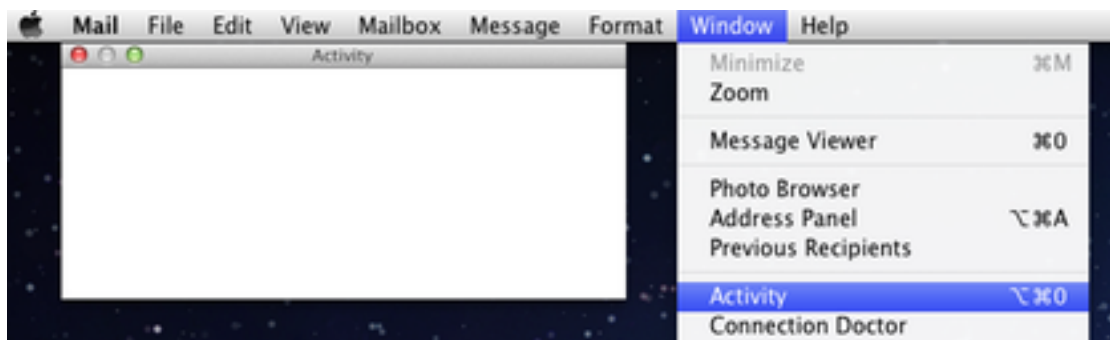 Mail File Edit View Mailbox Message Format Window Help
Activity
Minimize ⌘M
Zoom
Message Viewer ⌘0
Photo Browser
Address Panel ⌥⌘A
Previous Recipients
Activity ⌥⌘0
Connection Doctor